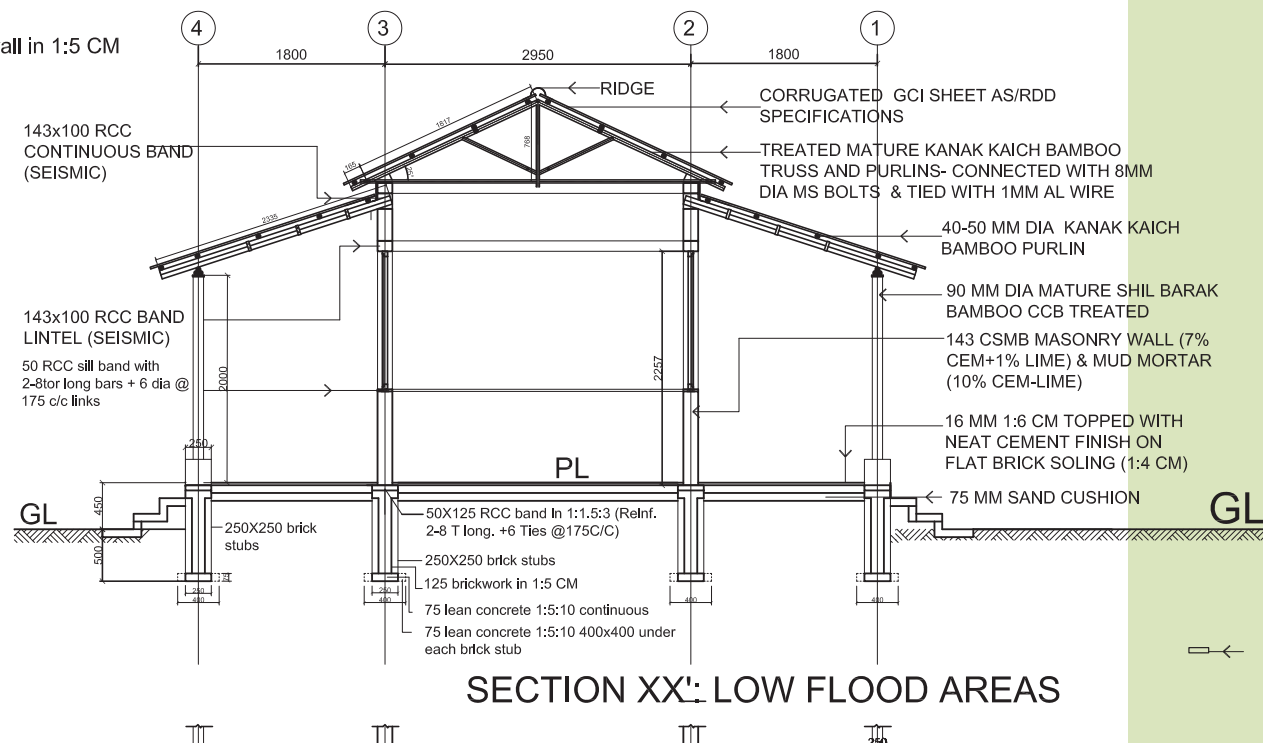 4
3
2
1
all in 1:5 CM
1800
2950
1800
RIDGE
1617
165
768
25°
CORRUGATED GCI SHEET AS/RDD
SPECIFICATIONS
143x100 RCC
CONTINUOUS BAND
(SEISMIC)
TREATED MATURE KANAK KAICH BAMBOO
TRUSS AND PURLINS- CONNECTED WITH 8MM
DIA MS BOLTS & TIED WITH 1MM AL WIRE
2335
40-50 MM DIA KANAK KAICH
BAMBOO PURLIN
90 MM DIA MATURE SHIL BARAK
BAMBOO CCB TREATED
143x100 RCC BAND
LINTEL (SEISMIC)
143 CSMB MASONRY WALL (7%
CEM+1% LIME) & MUD MORTAR
(10% CEM-LIME)
50 RCC sill band with
2-8tor long bars + 6 dia @
175 c/c links
2000
2257
16 MM 1:6 CM TOPPED WITH
NEAT CEMENT FINISH ON
FLAT BRICK SOLING (1:4 CM)
250
PL
75 MM SAND CUSHION
450
GL
GL
50X125 RCC band In 1:1.5:3 (Reinf.
2-8 T long. +6 Ties @175C/C)
250X250 brick
stubs
500
250X250 brick stubs
125 brickwork in 1:5 CM
75
250
400
250
400
400
400
75 lean concrete 1:5:10 continuous
75 lean concrete 1:5:10 400x400 under
each brick stub
SECTION XX': LOW FLOOD AREAS
250